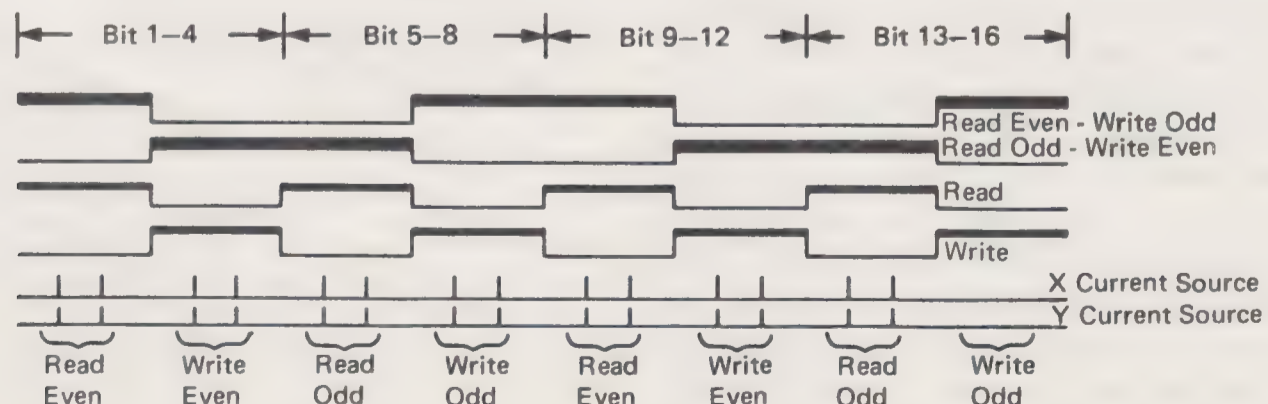 Bit 1–4 Bit 5–8 Bit 9–12 Bit 13–16
Read Even - Write Odd
Read Odd - Write Even
Read
Write
X Current Source
Y Current Source
Read Write Read Write Read Write Read Write
Even Even Odd Odd Even Even Odd Odd